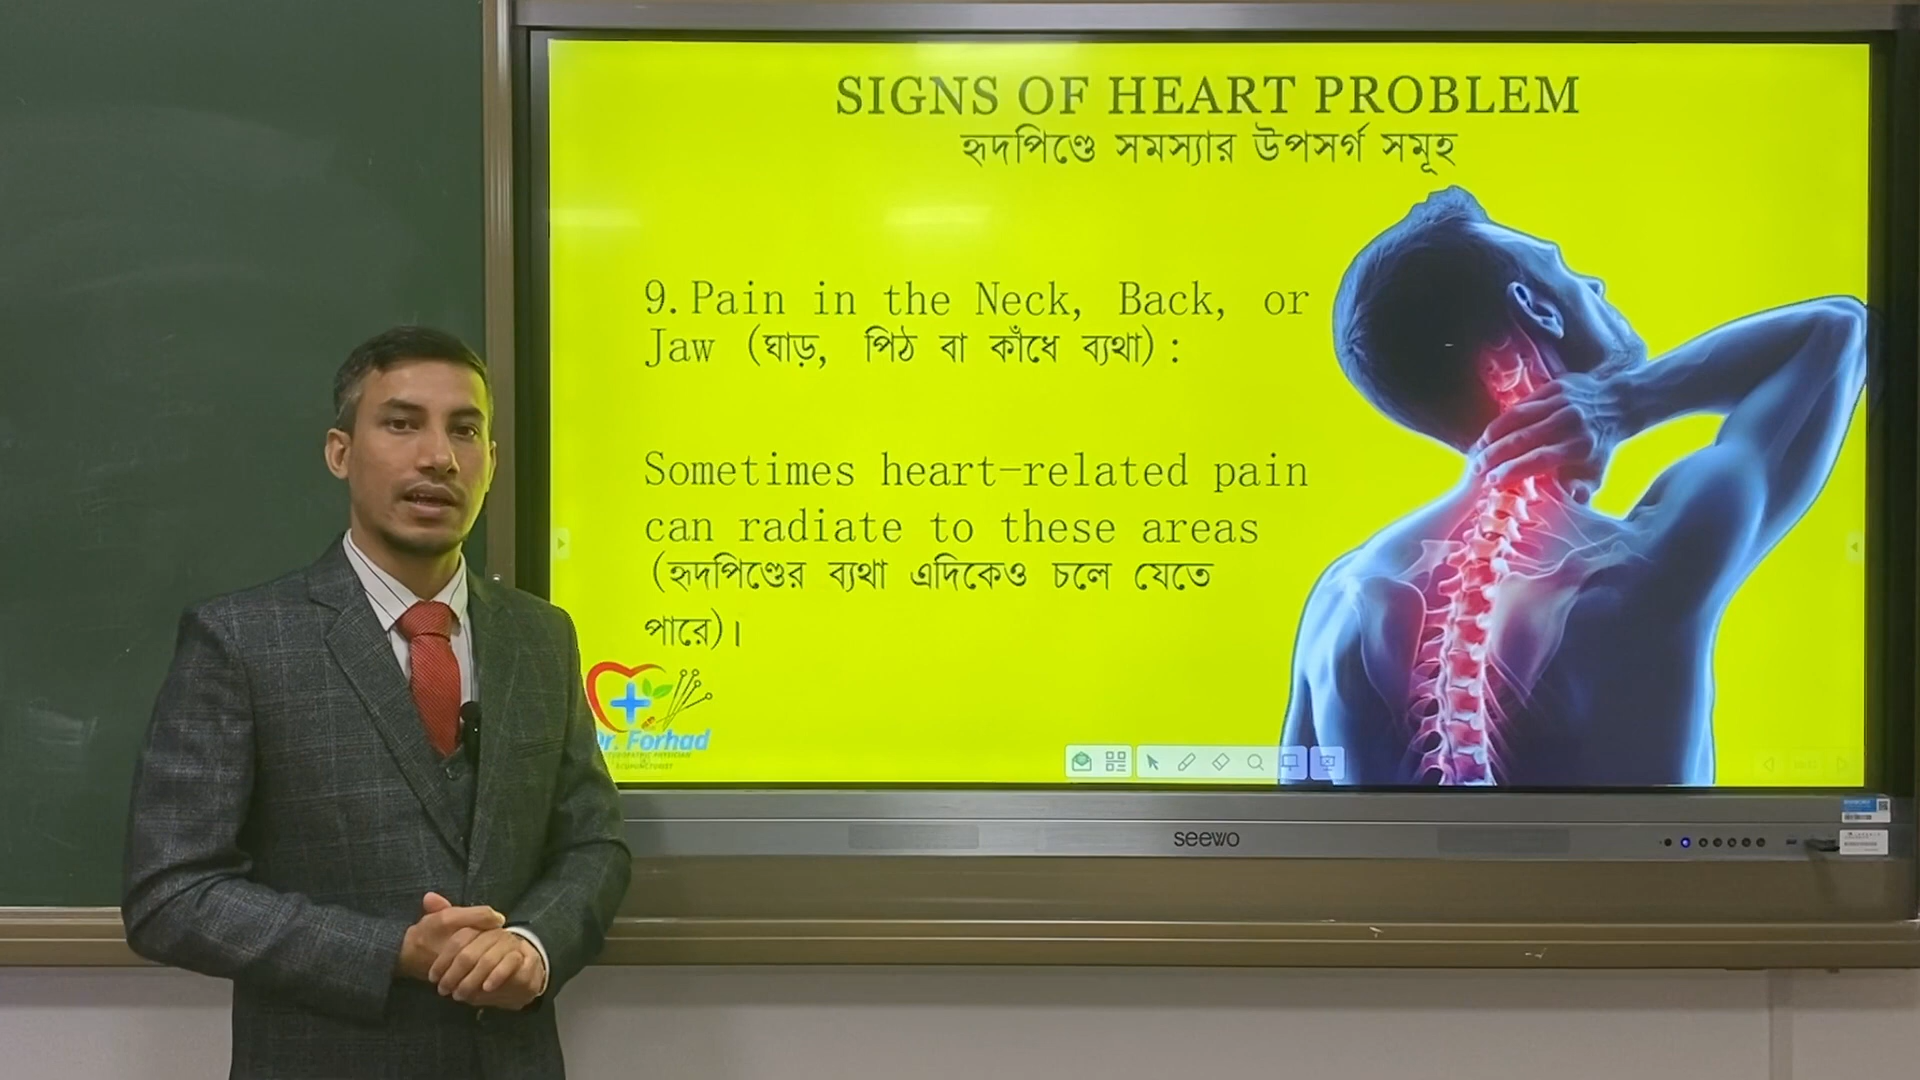 SIGNS OF HEART PROBLEM
হৃদপিণ্ডে সমস্যার উপসর্গ সমূহ
9. Pain in the Neck, Back, or
Jaw (ঘাড়, পিঠ বা কাঁধে ব্যথা):
Sometimes heart-related pain
can radiate to these areas
(হৃদপিণ্ডের ব্যথা এদিকেও চলে যেতে
পারে)।
Dr. Forhad
PHYSICIAN
seewo